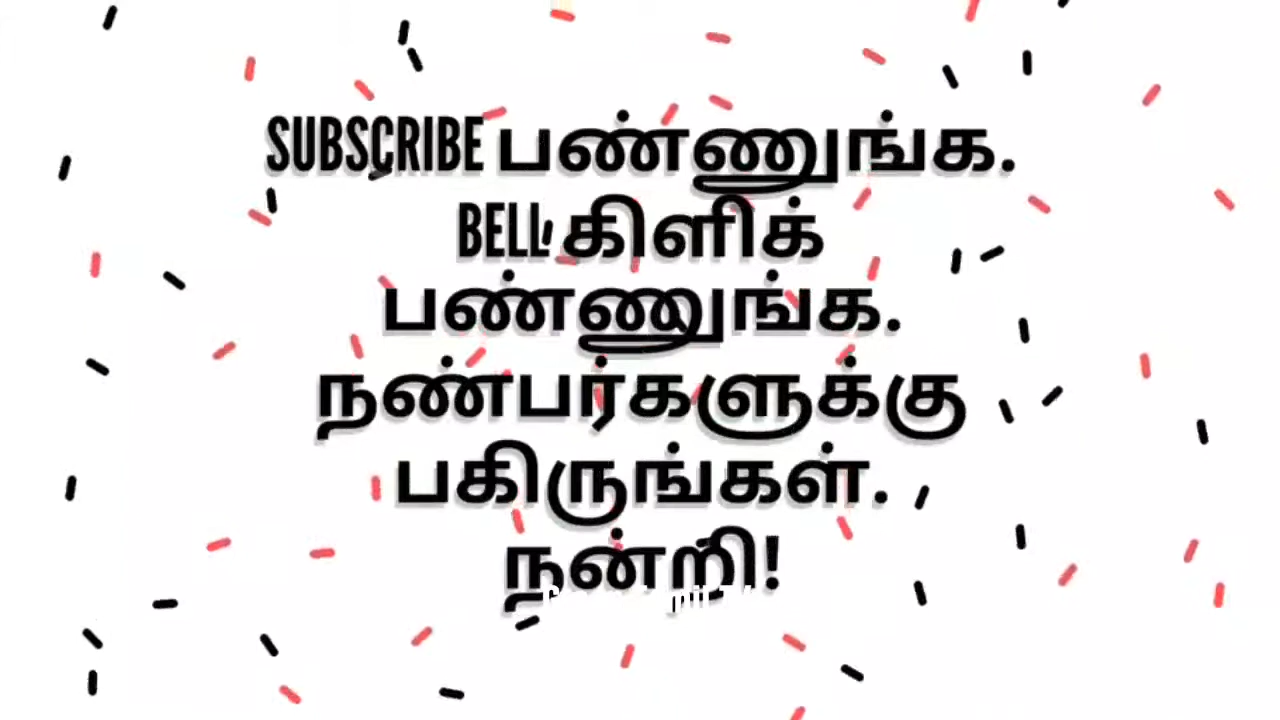 SUBSCRIBE பண்ணுங்க.
BELL கிளிக்
பண்ணுங்க.
நண்பர்களுக்கு
பகிருங்கள்.
நன்றி!